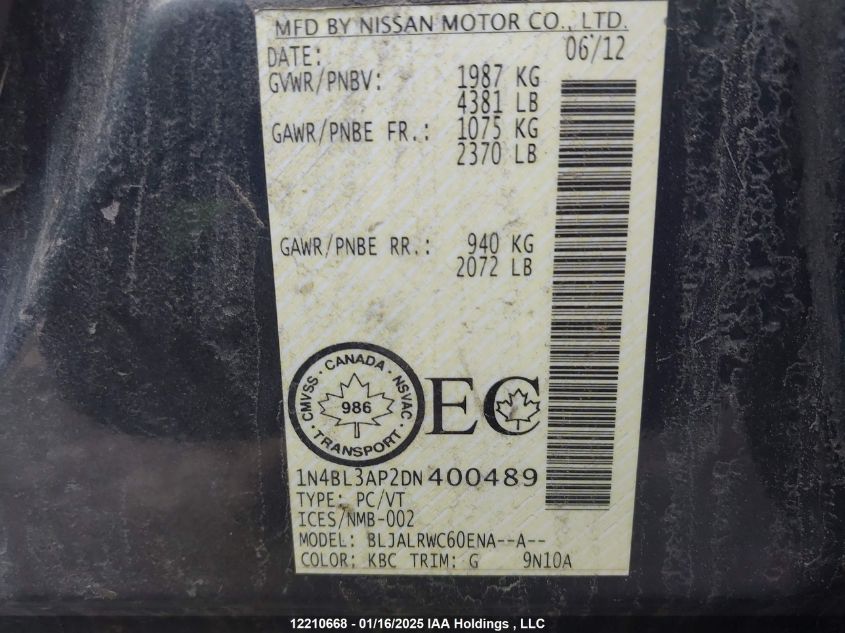 MFD BY NISSAN MOTOR CO., LTD.
DATE: 06/12
GVWR/PNBV: 1987 KG
4381 LB
GAWR/PNBE FR.: 1075 KG
2370 LB
GAWR/PNBE RR.: 940 KG
2072 LB
CMVSS · CANADA · NSVAC · TRANSPORT ·
986
EC
1N4BL3AP2DN400489
TYPE: PC/VT
ICES/NMB-002
MODEL: BLJALRWC60ENA--A--
COLOR: KBC TRIM: G 9N10A
12210668 - 01/16/2025 IAA Holdings , LLC